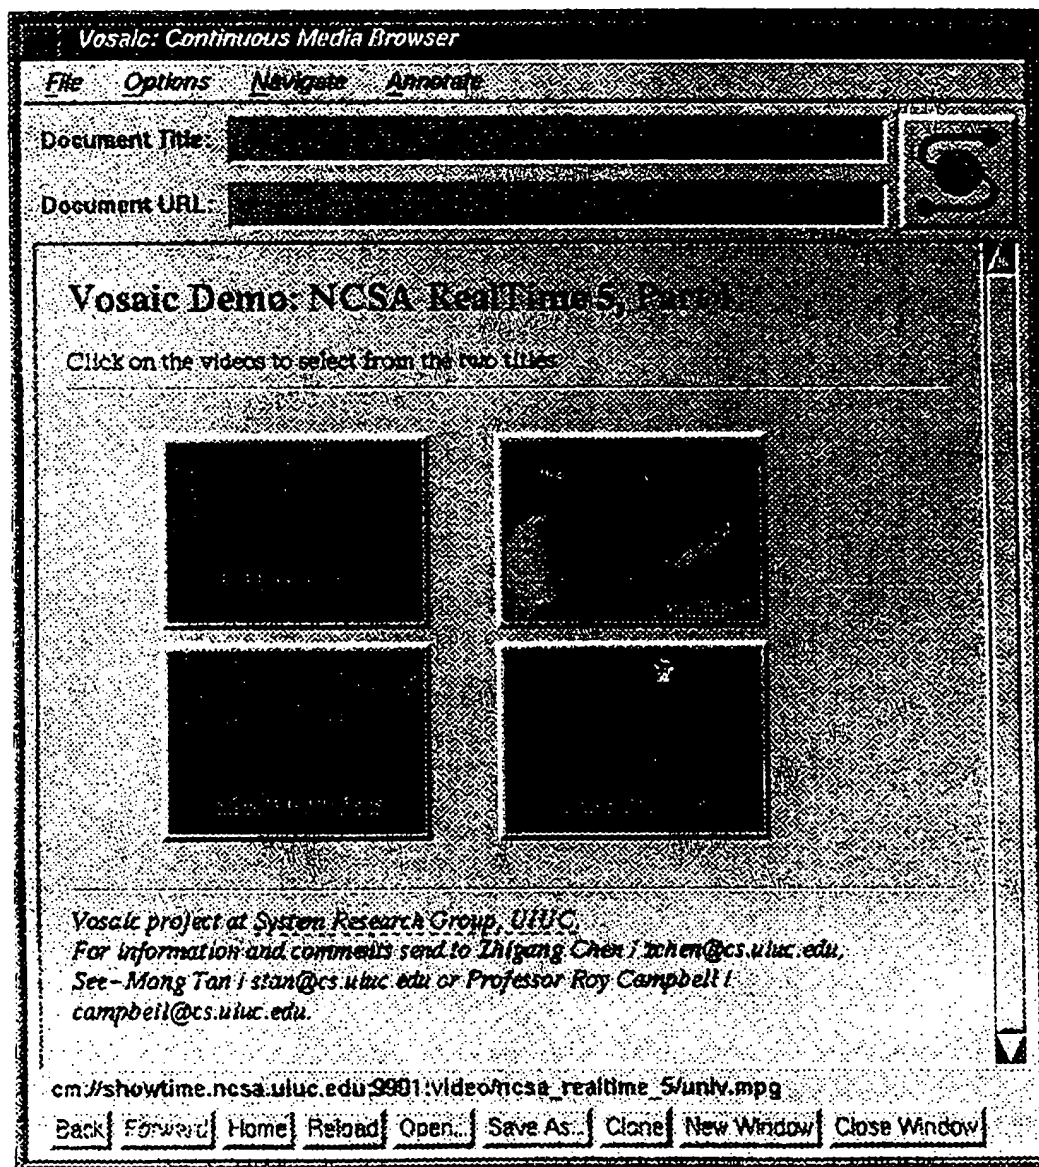 Vosaic: Continuous Media Browser
File Options Navigate Annotate
Document Title:
Document URL:
Vosaic Demo: NCSA RealTime 5, Part I
Click on the videos to select from the two titles
Vosaic project at System Research Group, UIUC,
For information and comments send to Zhigang Chen / zchen@cs.uiuc.edu,
See-Mong Tan / stan@cs.uiuc.edu or Professor Roy Campbell /
campbell@cs.uiuc.edu.
cm://showtime.ncsa.uiuc.edu:9901:video/ncsa_realtime_5/univ.mpg
Back Forward Home Reload Open... Save As... Clone New Window Close Window